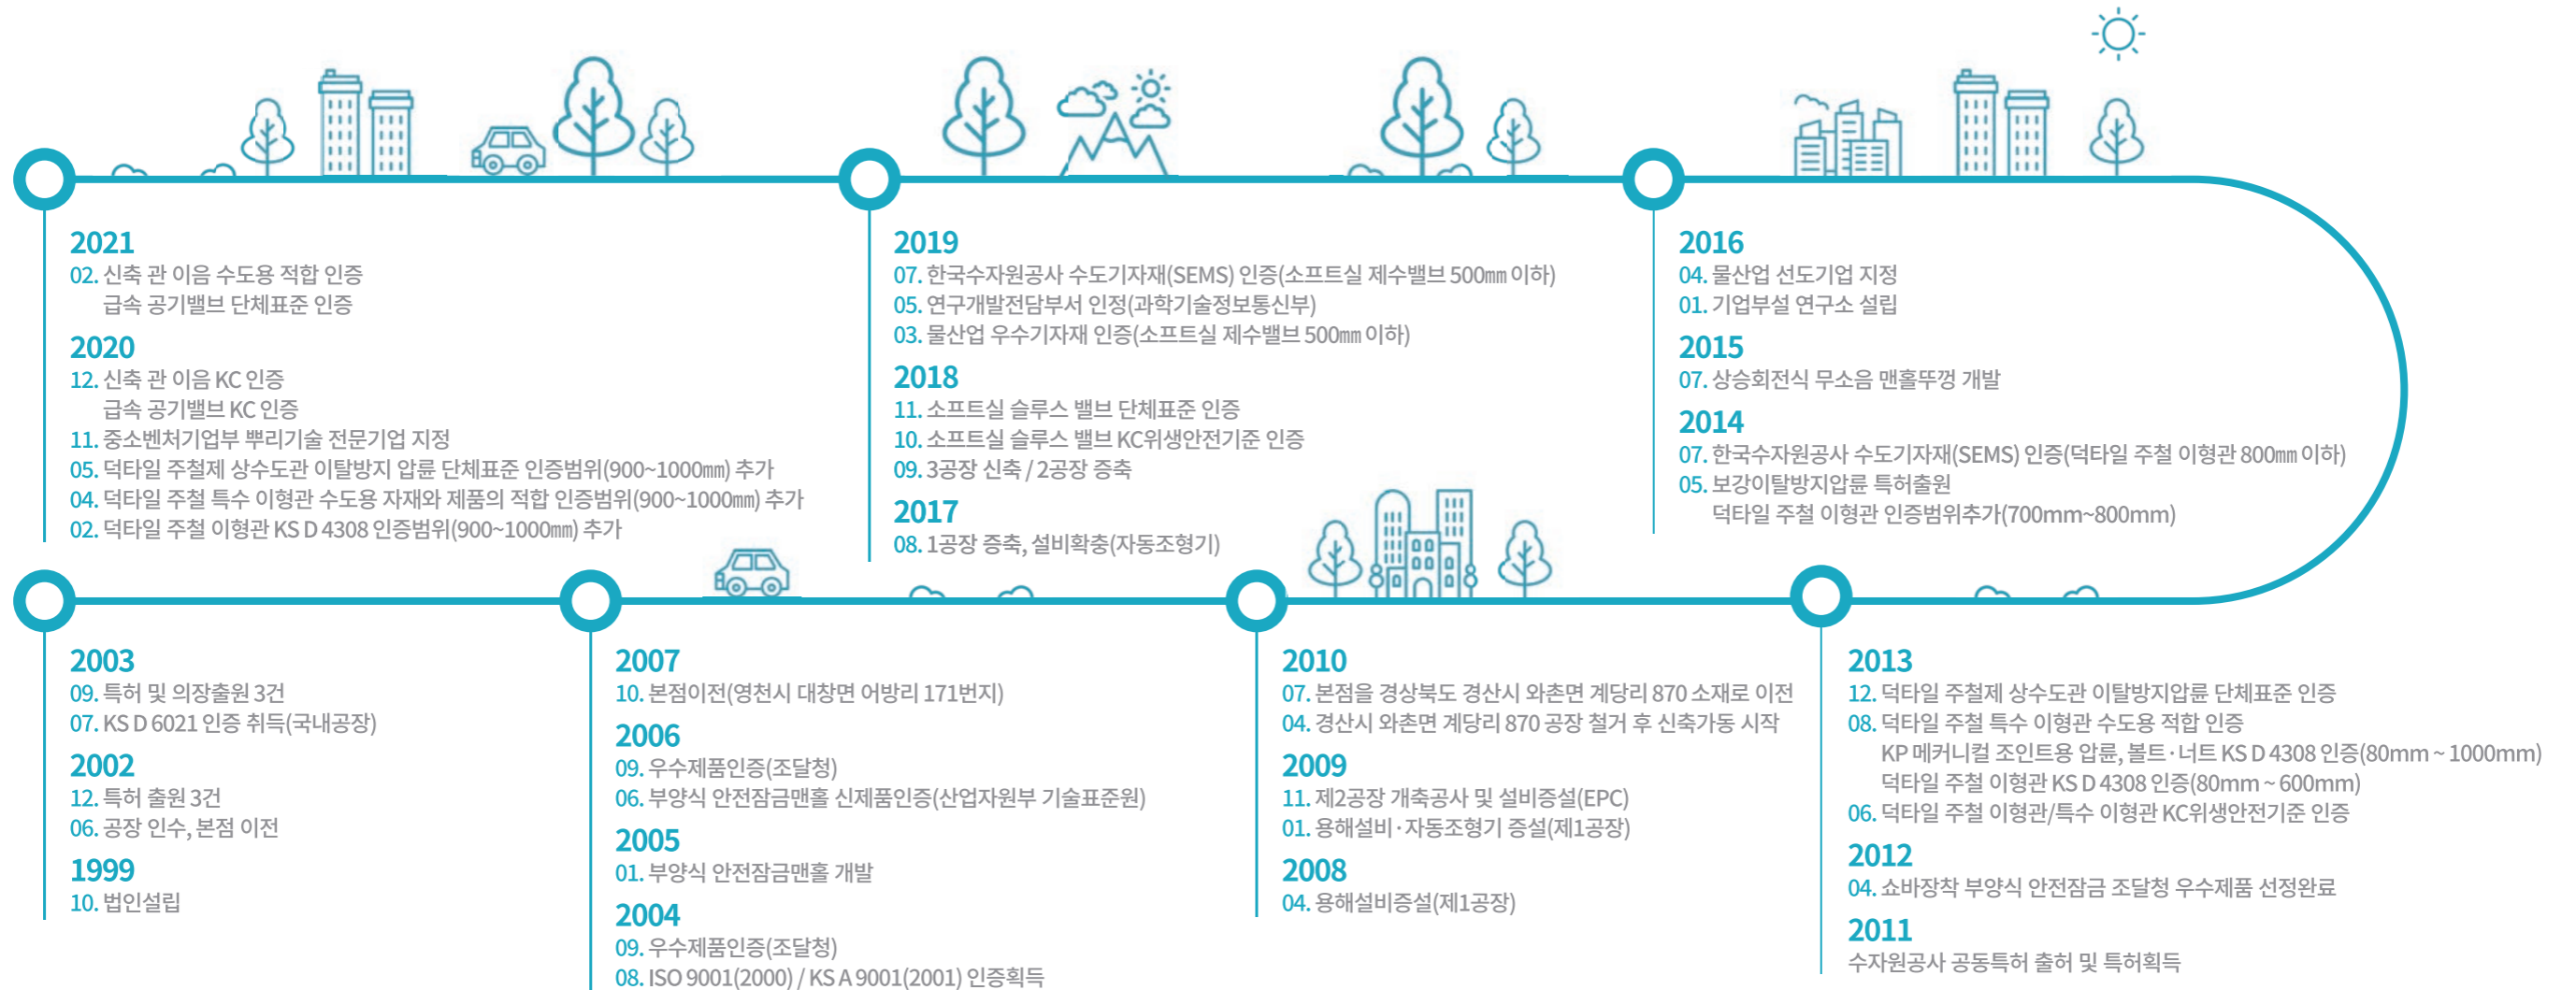 2021
02. 신축 관 이음 수도용 적합 인증
급속 공기밸브 단체표준 인증
2020
12. 신축 관 이음 KC 인증
급속 공기밸브 KC 인증
11. 중소벤처기업부 뿌리기술 전문기업 지정
05. 덕타일 주철제 상수도관 이탈방지 압륜 단체표준 인증범위(900~1000㎜) 추가
04. 덕타일 주철 특수 이형관 수도용 자재와 제품의 적합 인증범위(900~1000㎜) 추가
02. 덕타일 주철 이형관 KS D 4308 인증범위(900~1000㎜) 추가
2019
07. 한국수자원공사 수도기자재(SEMS) 인증(소프트실 제수밸브 500㎜ 이하)
05. 연구개발전담부서 인정(과학기술정보통신부)
03. 물산업 우수기자재 인증(소프트실 제수밸브 500㎜ 이하)
2018
11. 소프트실 슬루스 밸브 단체표준 인증
10. 소프트실 슬루스 밸브 KC위생안전기준 인증
09. 3공장 신축 / 2공장 증축
2017
08. 1공장 증축, 설비확충(자동조형기)
2016
04. 물산업 선도기업 지정
01. 기업부설 연구소 설립
2015
07. 상승회전식 무소음 맨홀뚜껑 개발
2014
07. 한국수자원공사 수도기자재(SEMS) 인증(덕타일 주철 이형관 800㎜ 이하)
05. 보강이탈방지압륜 특허출원
덕타일 주철 이형관 인증범위추가(700mm~800mm)
2003
09. 특허 및 의장출원 3건
07. KS D 6021 인증 취득(국내공장)
2002
12. 특허 출원 3건
06. 공장 인수, 본점 이전
1999
10. 법인설립
2007
10. 본점이전(영천시 대창면 어방리 171번지)
2006
09. 우수제품인증(조달청)
06. 부양식 안전잠금맨홀 신제품인증(산업자원부 기술표준원)
2005
01. 부양식 안전잠금맨홀 개발
2004
09. 우수제품인증(조달청)
08. ISO 9001(2000) / KS A 9001(2001) 인증획득
2010
07. 본점을 경상북도 경산시 와촌면 계당리 870 소재로 이전
04. 경산시 와촌면 계당리 870 공장 철거 후 신축가동 시작
2009
11. 제2공장 개축공사 및 설비증설(EPC)
01. 용해설비·자동조형기 증설(제1공장)
2008
04. 용해설비증설(제1공장)
2013
12. 덕타일 주철제 상수도관 이탈방지압륜 단체표준 인증
08. 덕타일 주철 특수 이형관 수도용 적합 인증
KP 메커니컬 조인트용 압륜, 볼트·너트 KS D 4308 인증(80mm ~ 1000mm)
덕타일 주철 이형관 KS D 4308 인증(80mm ~ 600mm)
06. 덕타일 주철 이형관/특수 이형관 KC위생안전기준 인증
2012
04. 쇼바장착 부양식 안전잠금 조달청 우수제품 선정완료
2011
수자원공사 공동특허 출허 및 특허획득